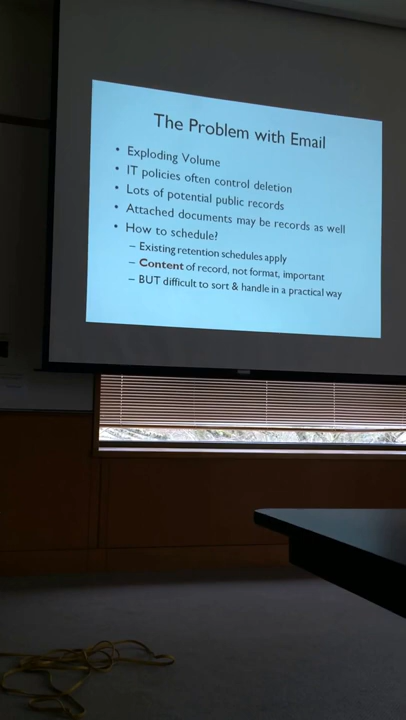 The Problem with Email
• Exploding Volume
• IT policies often control deletion
• Lots of potential public records
• Attached documents may be records as well
• How to schedule?
– Existing retention schedules apply
– Content of record, not format, important
– BUT difficult to sort & handle in a practical way